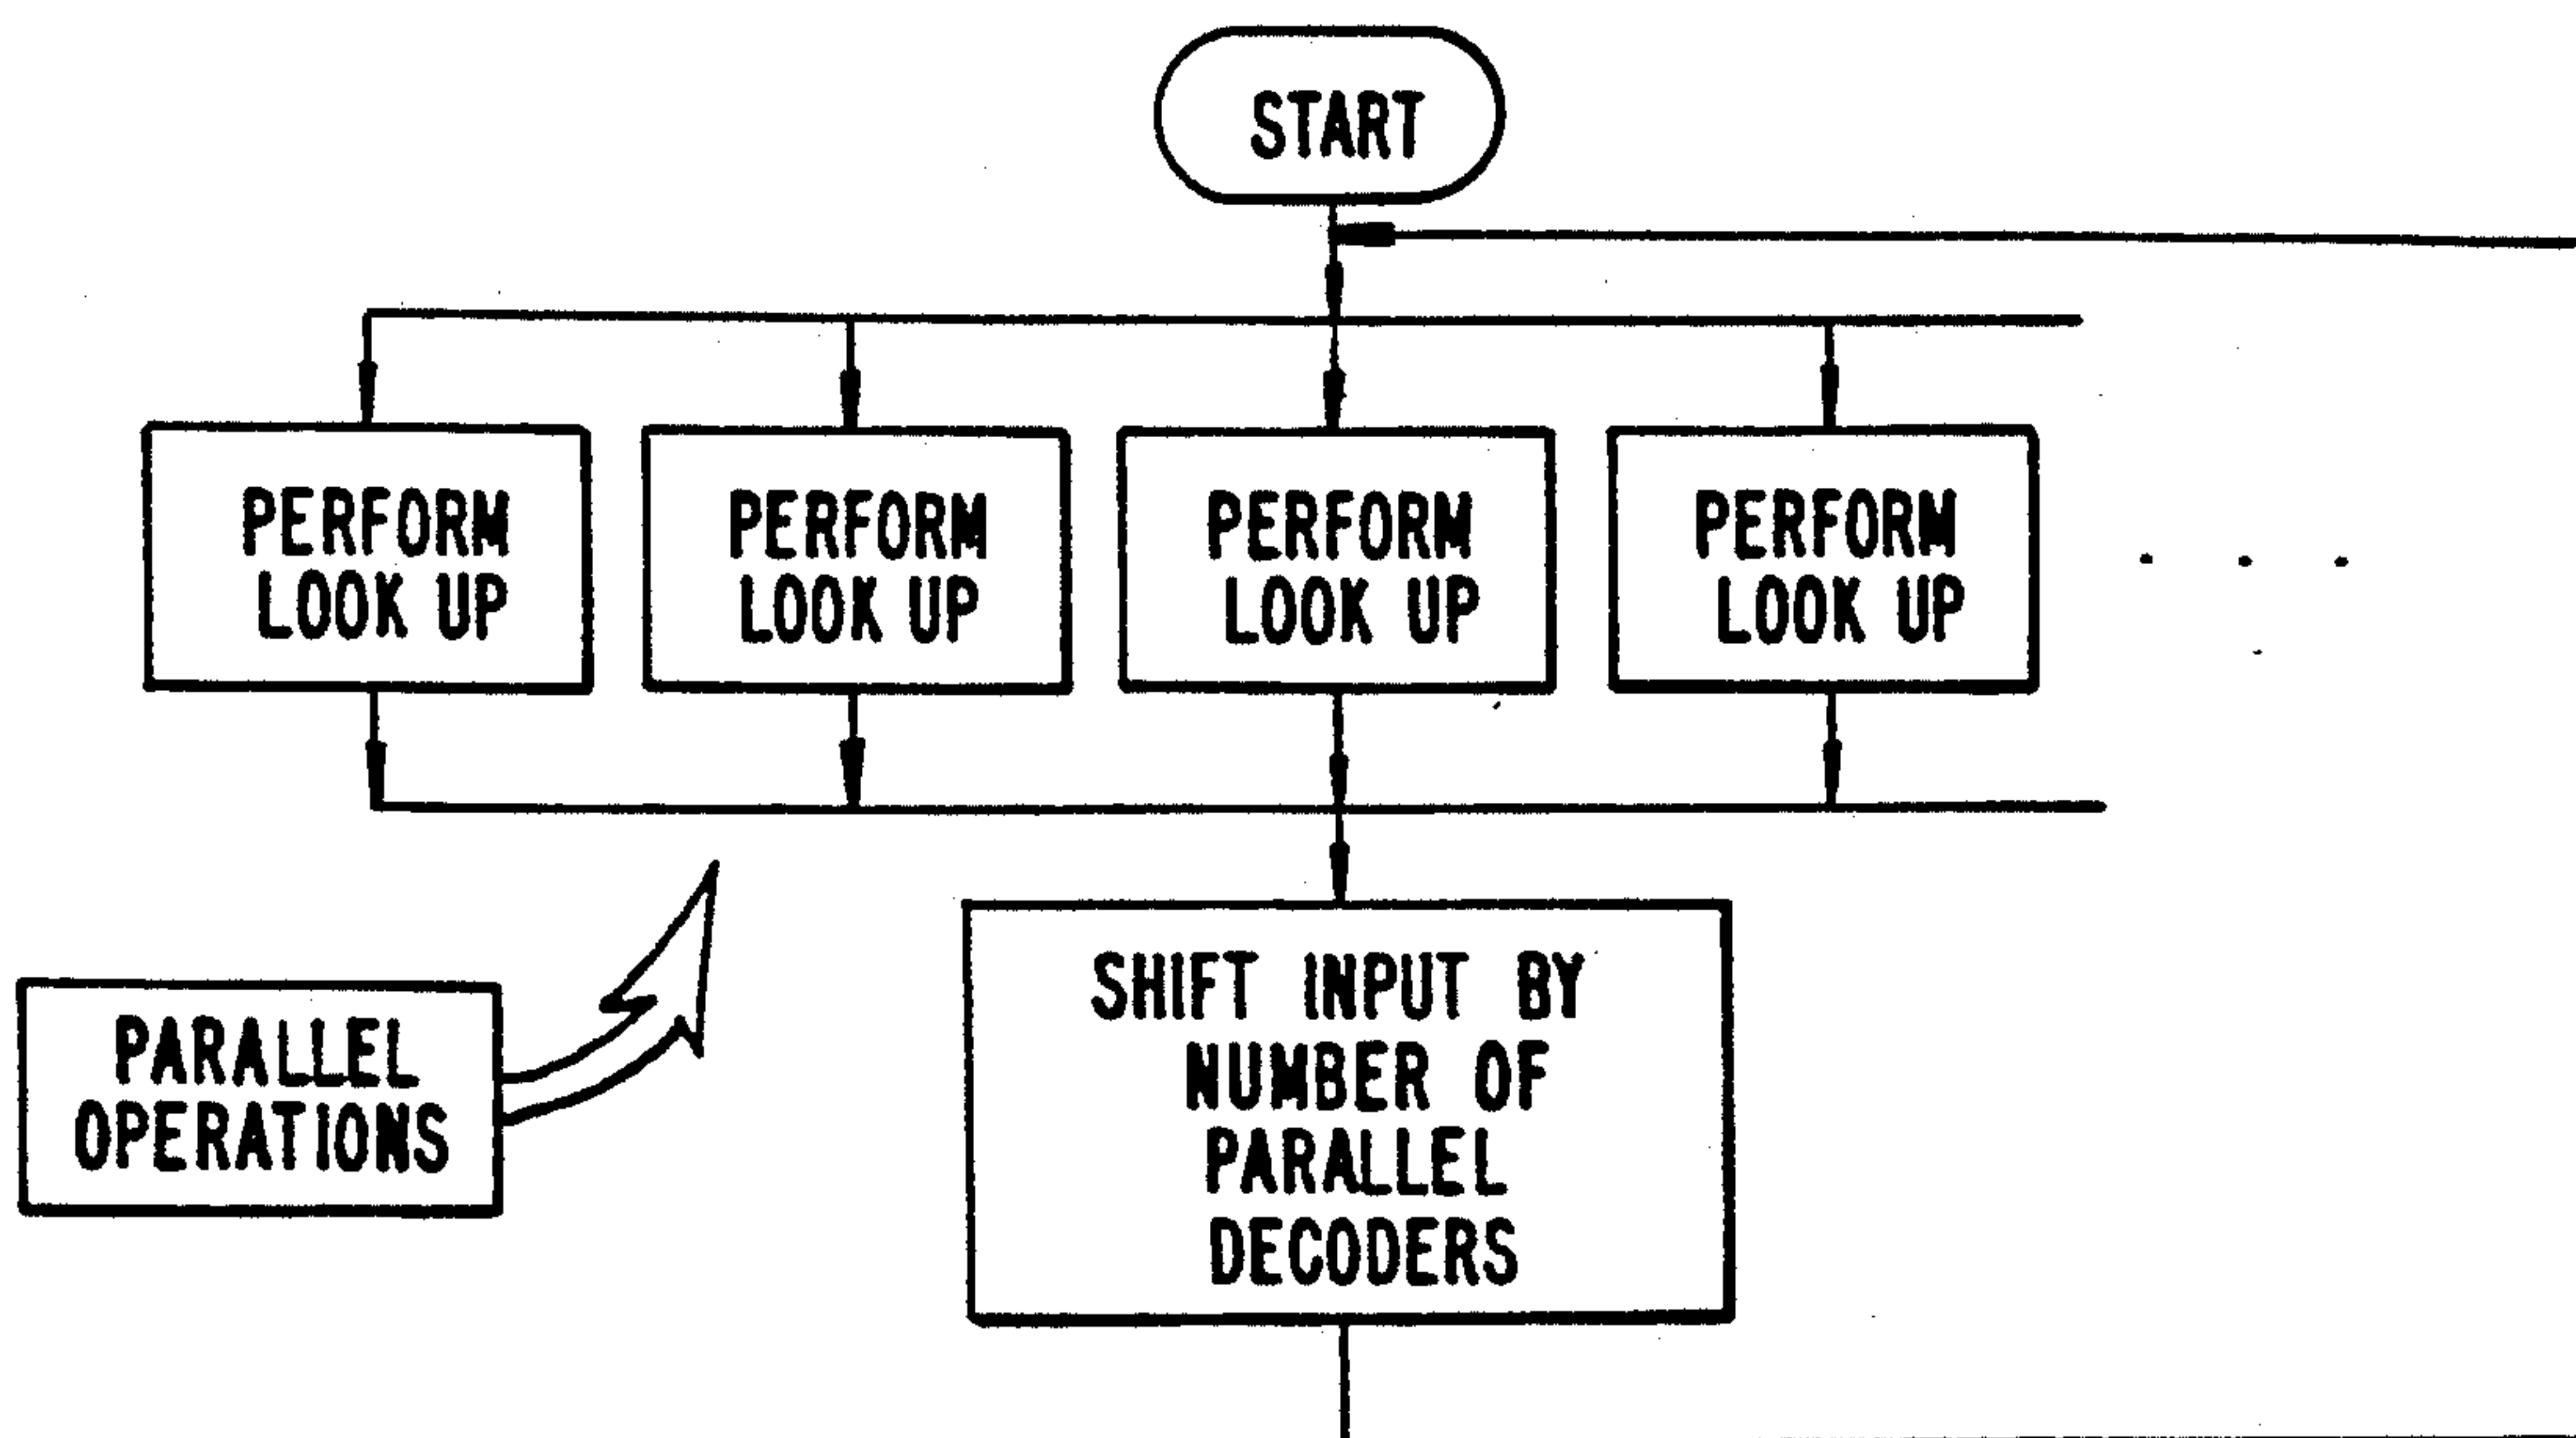 START
PERFORM
LOOK UP
PERFORM
LOOK UP
PERFORM
LOOK UP
PERFORM
LOOK UP
. . .
PARALLEL
OPERATIONS
SHIFT INPUT BY
NUMBER OF
PARALLEL
DECODERS